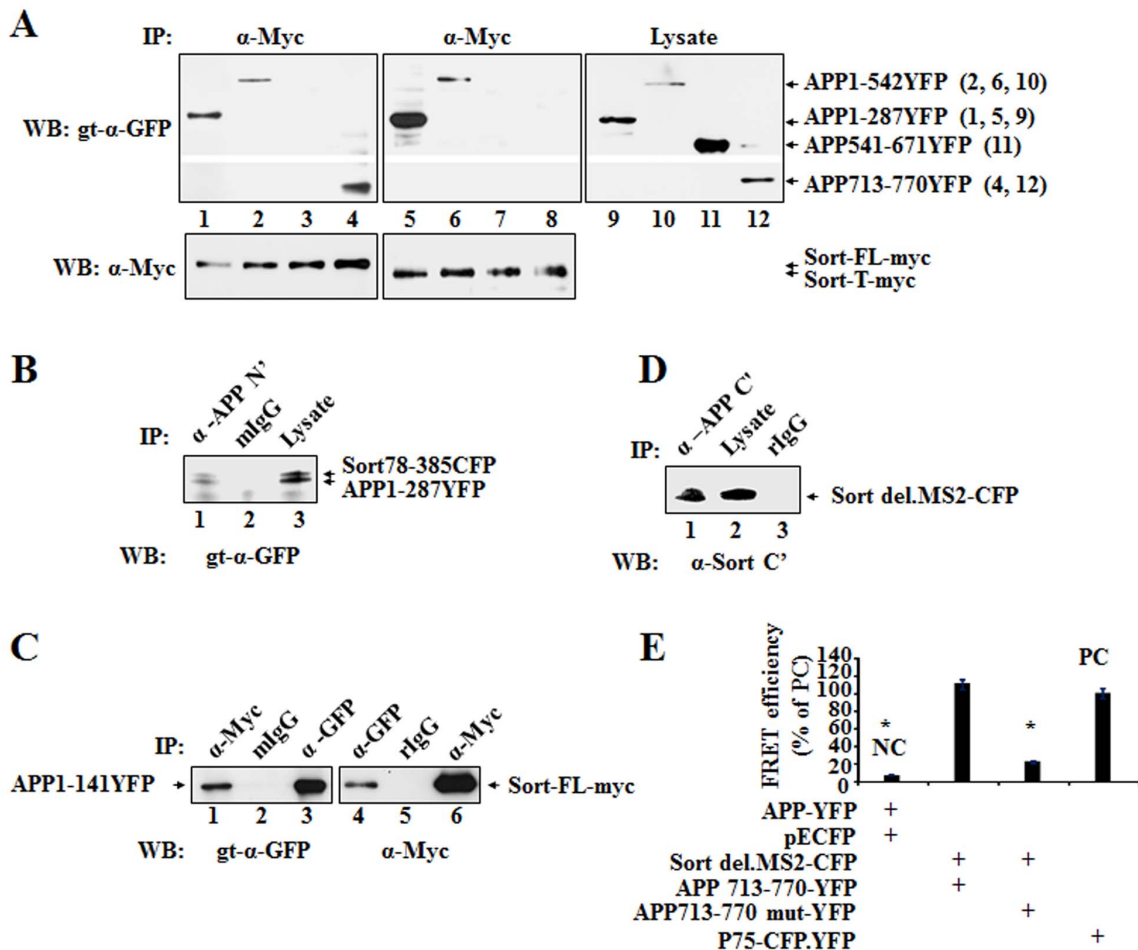 A
IP: α-Myc α-Myc Lysate
WB: gt-α-GFP
APP1-542YFP (2, 6, 10)
APP1-287YFP (1, 5, 9)
APP541-671YFP (11)
APP713-770YFP (4, 12)
1 2 3 4 5 6 7 8 9 10 11 12
WB: α-Myc
Sort-FL-myc
Sort-T-myc
B
IP: α-APP N' mIgG Lysate
Sort78-385CFP
APP1-287YFP
1 2 3
WB: gt-α-GFP
D
IP: α–APP C' Lysate rIgG
Sort del.MS2-CFP
1 2 3
WB: α-Sort C'
C
IP: α-Myc mIgG α-GFP α-GFP rIgG α-Myc
APP1-141YFP
Sort-FL-myc
1 2 3 4 5 6
WB: gt-α-GFP α-Myc
E
FRET efficiency
(% of PC)
140
120
100
80
60
40
20
0
* NC
*
PC
APP-YFP +
pECFP +
Sort del.MS2-CFP + +
APP 713-770-YFP +
APP713-770 mut-YFP +
P75-CFP.YFP +